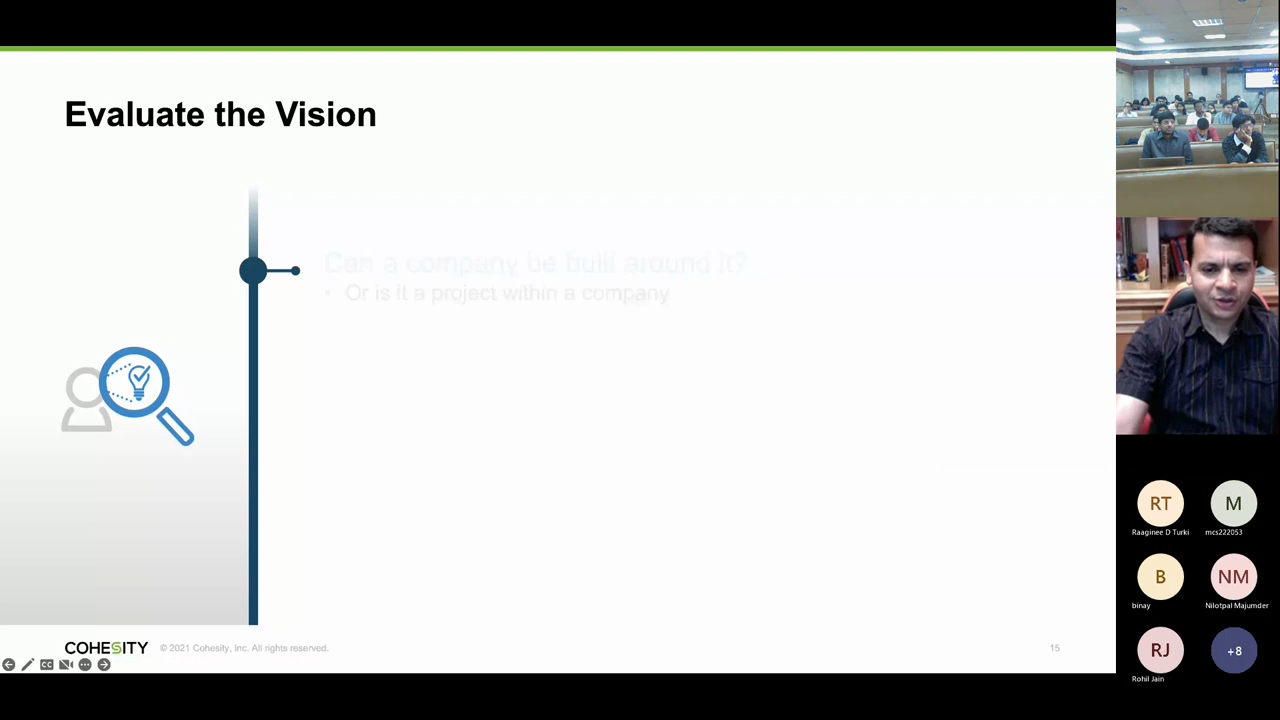 Evaluate the Vision
Can a company be built around it?
• Or is it a project within a company
COHESITY © 2021 Cohesity, Inc. All rights reserved.
15
CC
RT
M
Raaginee D Turki
mcs222053
B
NM
binay
Nilotpal Majumder
RJ
+8
Rohil Jain